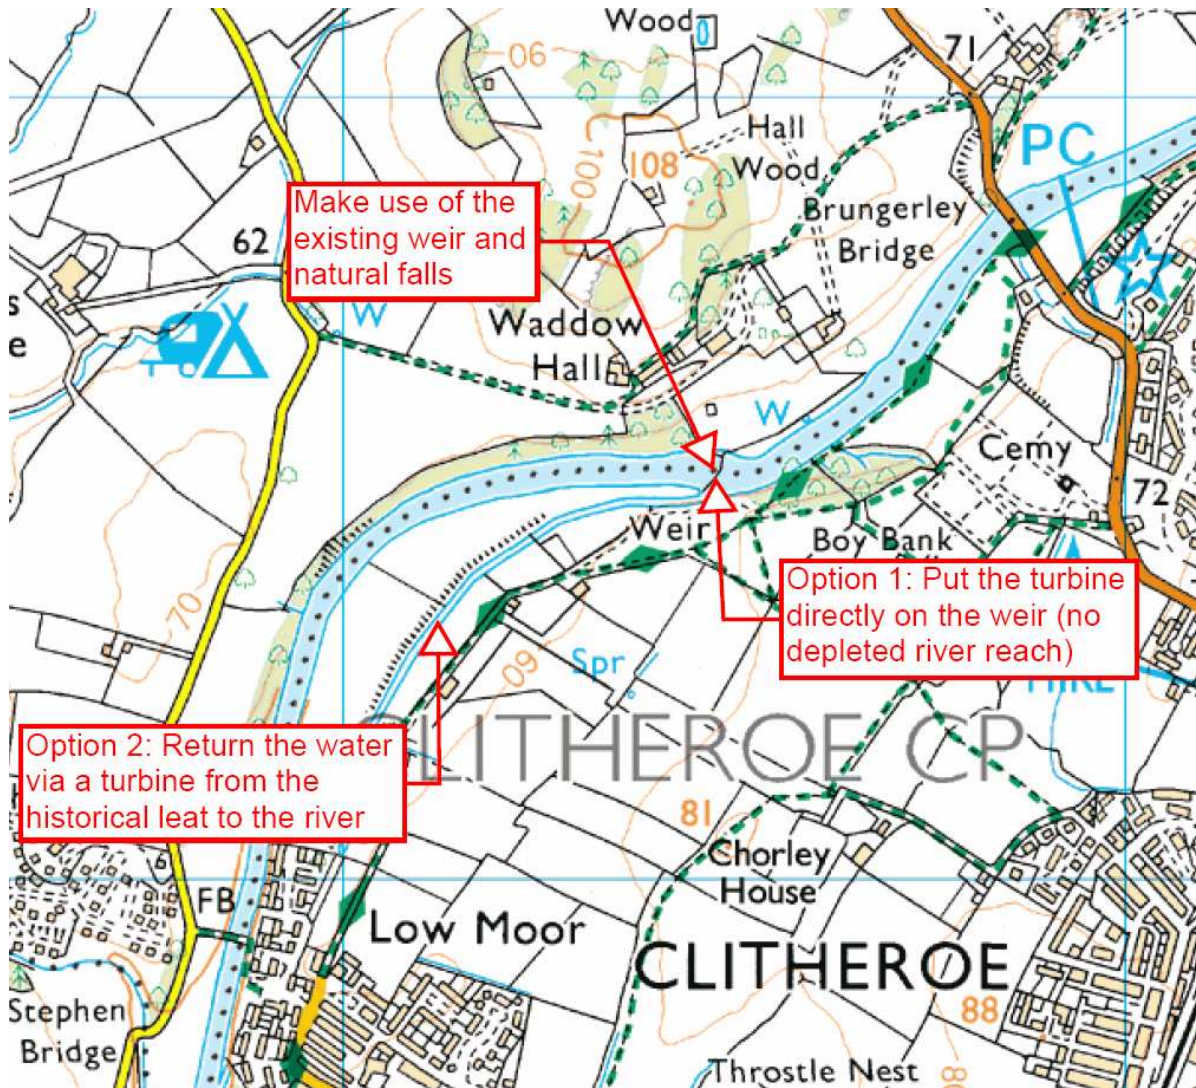 Wood
71
Hall
Wood
PC
108
100
Make use of the
existing weir and
natural falls
Brungerley
Bridge
62
W
Waddow
Hall
W
Cemy
72
Weir
Boy Bank
Option 1: Put the turbine
directly on the weir (no
depleted river reach)
70
60
Spr
CLITHEROE CP
Option 2: Return the water
via a turbine from the
historical leat to the river
81
Chorley
House
FB
Low Moor
CLITHEROE
Stephen
Bridge
88
Throstle Nest